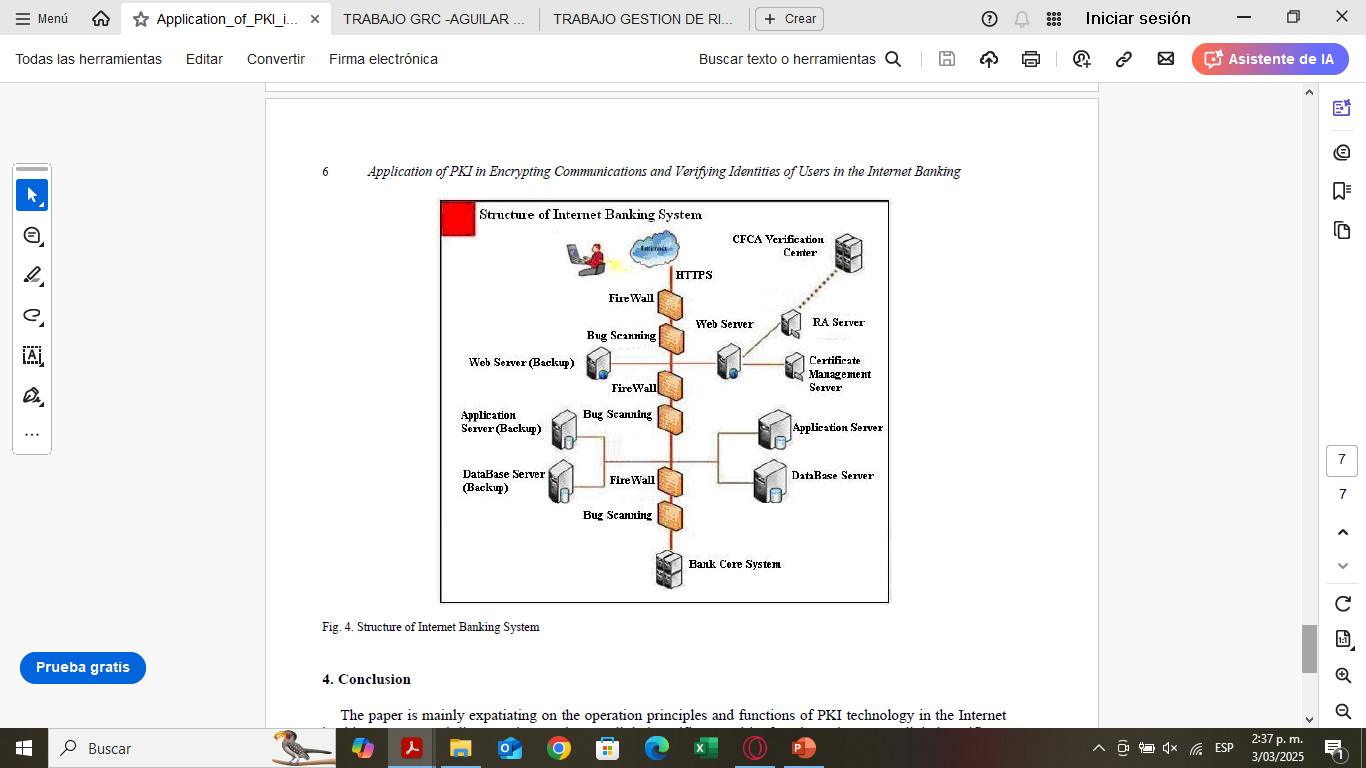 Menú
Application_of_PKI_i...
TRABAJO GRC -AGUILAR ...
TRABAJO GESTION DE RI...
Crear
Iniciar sesión
Todas las herramientas
Editar
Convertir
Firma electrónica
Buscar texto o herramientas
Asistente de IA
6 Application of PKI in Encrypting Communications and Verifying Identities of Users in the Internet Banking
Structure of Internet Banking System
Internet
CFCA Verification
Center
HTTPS
FireWall
Web Server
RA Server
Bug Scanning
Web Server (Backup)
Certificate
Management
Server
FireWall
Bug Scanning
Application
Server (Backup)
Application Server
DataBase Server
(Backup)
FireWall
DataBase Server
Bug Scanning
Bank Core System
Fig. 4. Structure of Internet Banking System
4. Conclusion
The paper is mainly expatiating on the operation principles and functions of PKI technology in the Internet
7
7
1:1
Prueba gratis
Buscar
ESP
2:37 p. m.
3/03/2025
1